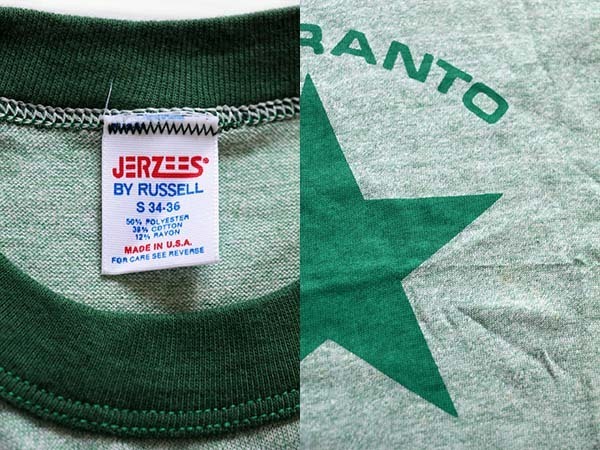 JERZEES
BY RUSSELL
S 34-36
50% POLYESTER
38% COTTON
12% RAYON
MADE IN U.S.A.
FOR CARE SEE REVERSE
RANTO